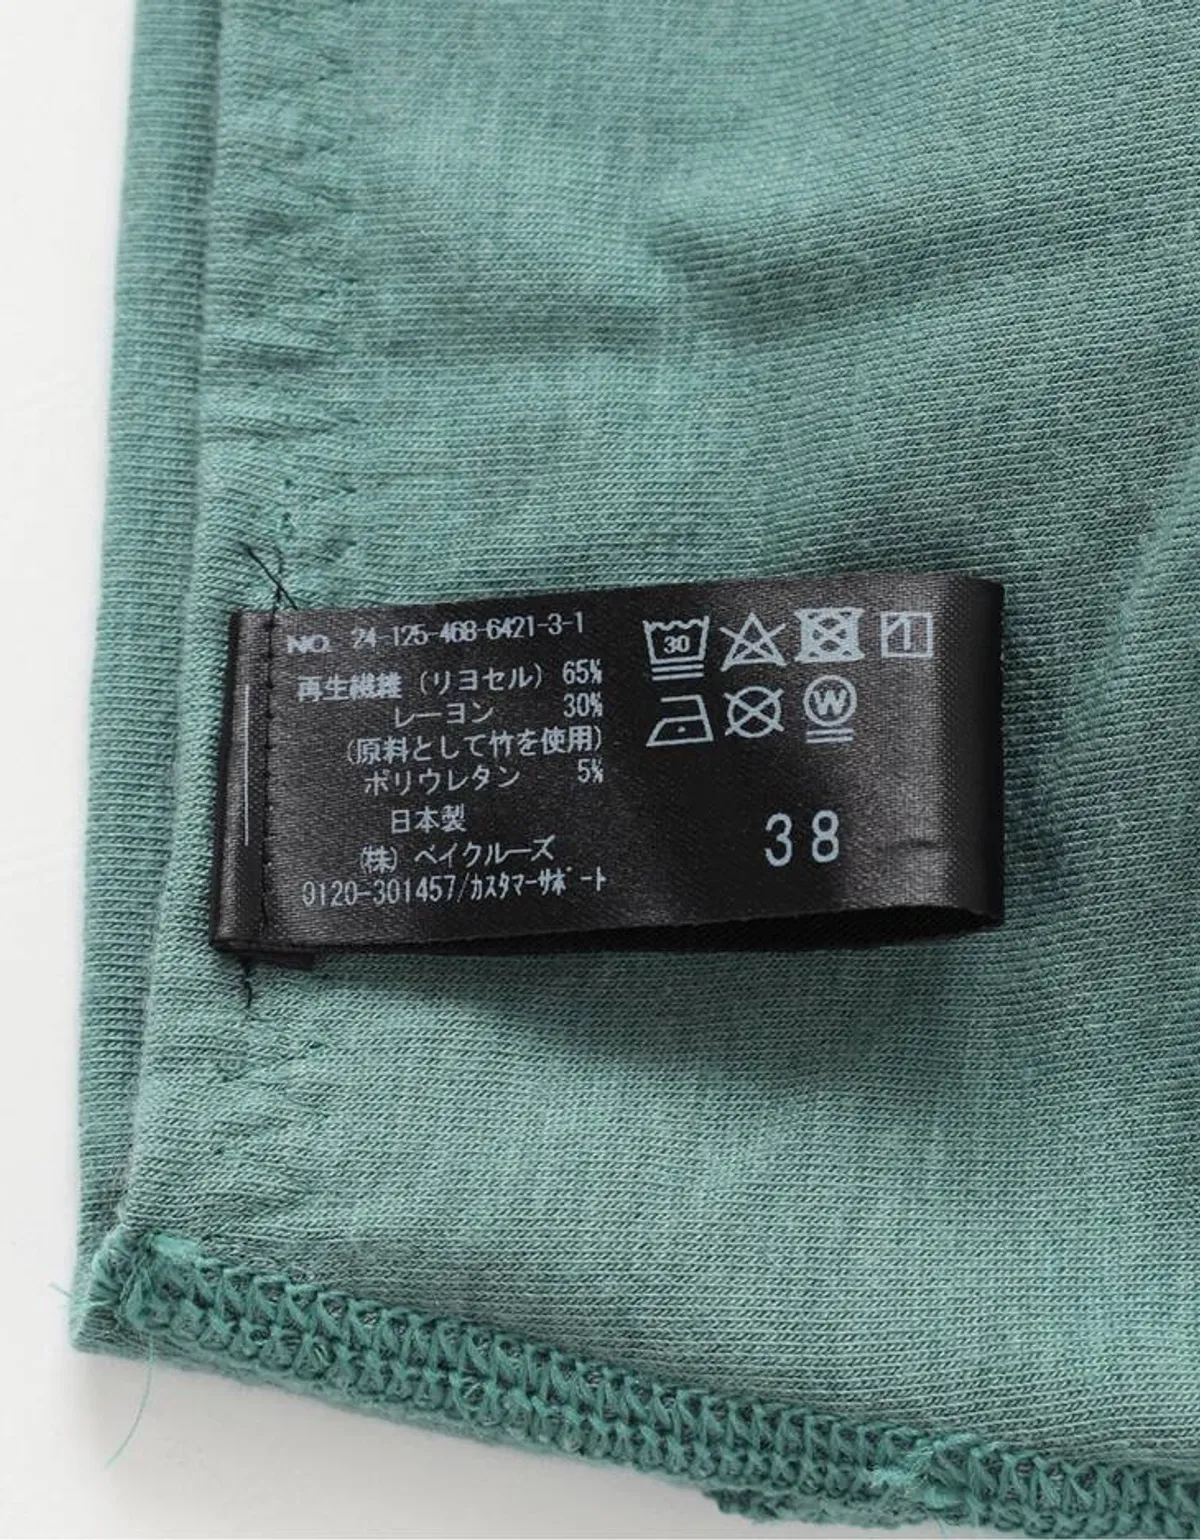 NO. 24-125-468-6421-3-1
再生繊維（リヨセル） 65%
レーヨン 30%
（原料として竹を使用）
ポリウレタン 5%
日本製
（株）ベイクルーズ
0120-301457/カスタマーサポート
30
W
38